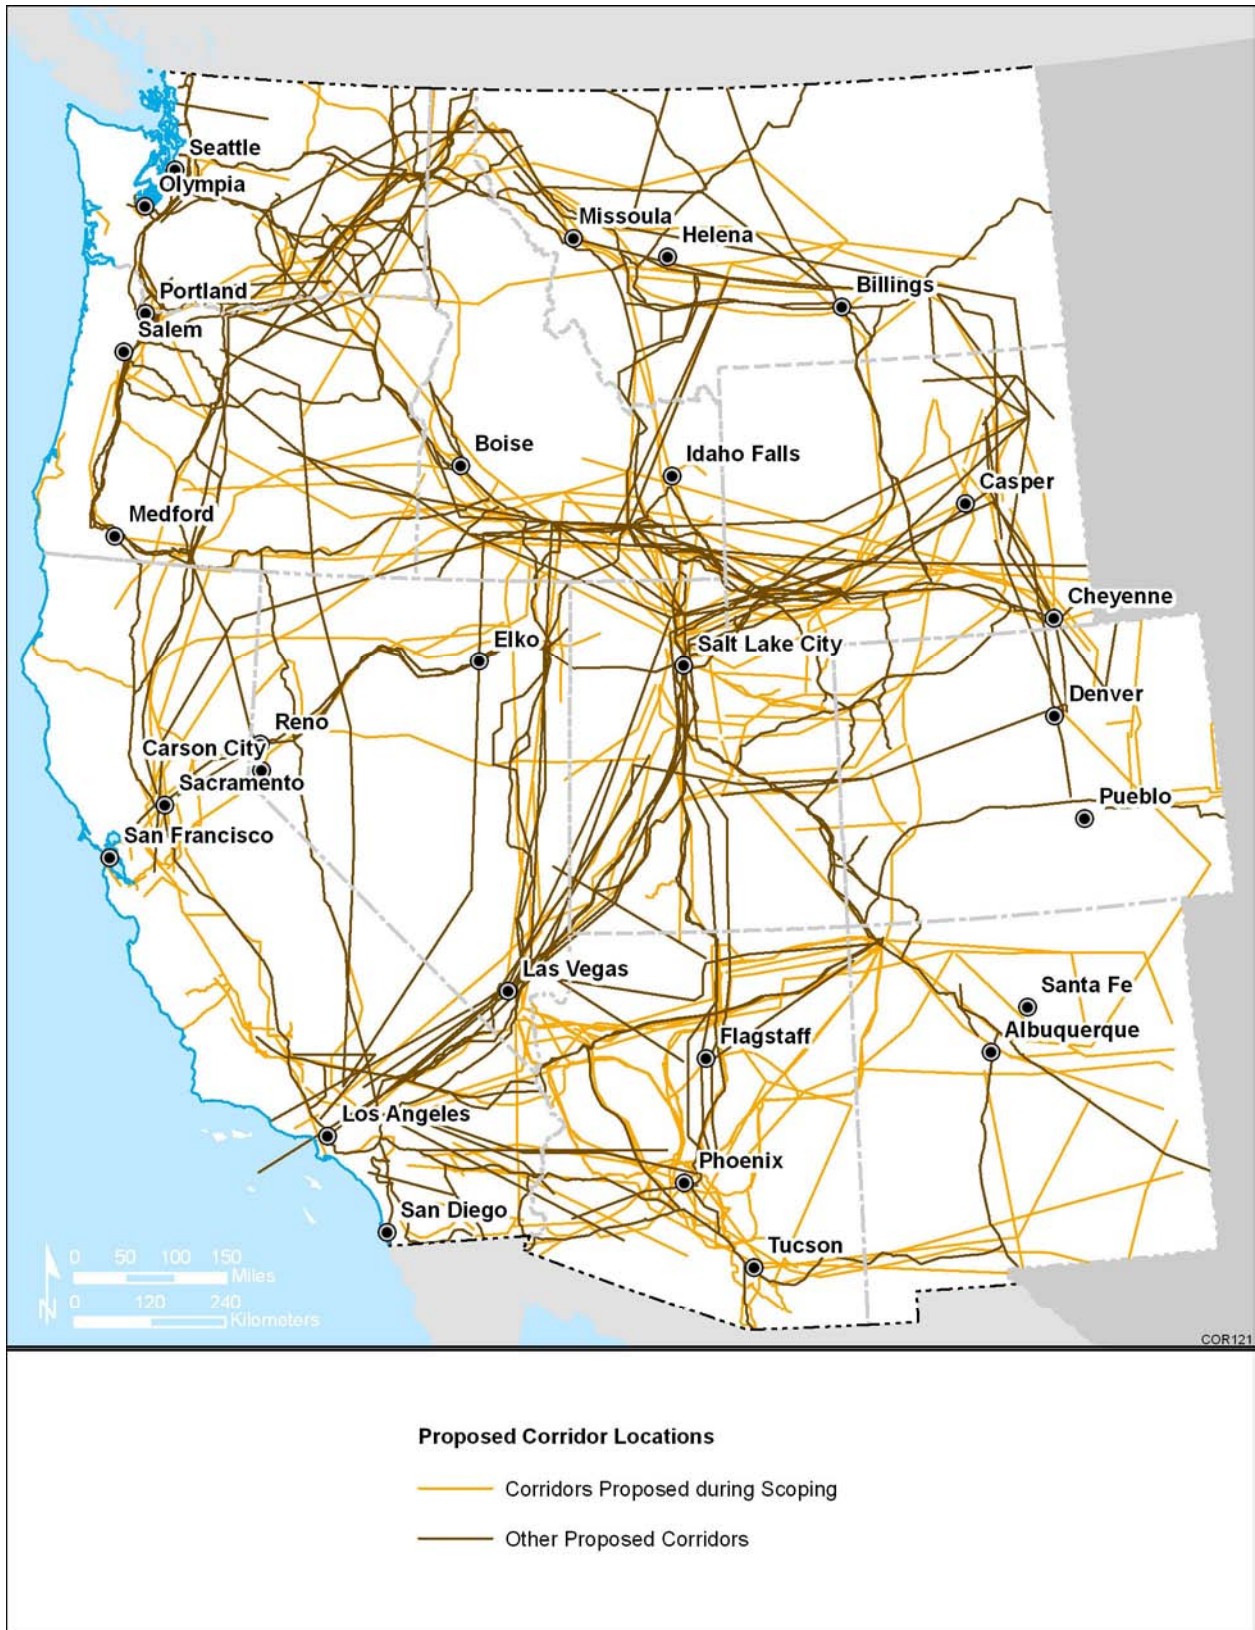 Seattle
Olympia
Missoula
Helena
Portland
Billings
Salem
Boise
Idaho Falls
Casper
Medford
Cheyenne
Elko
Salt Lake City
Denver
Reno
Carson City
Sacramento
Pueblo
San Francisco
Las Vegas
Santa Fe
Albuquerque
Flagstaff
Los Angeles
Phoenix
San Diego
Tucson
0 50 100 150
Miles
0 120 240
Kilometers
N
COR121
Proposed Corridor Locations
Corridors Proposed during Scoping
Other Proposed Corridors